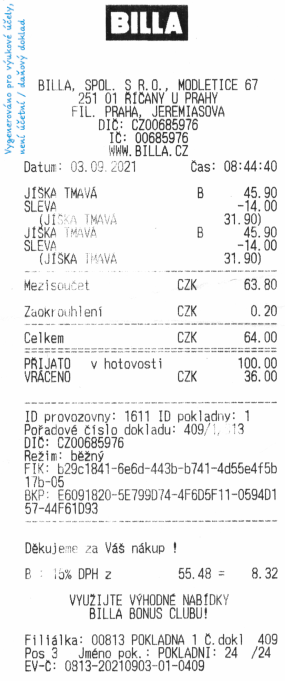 Vygenerováno pro výukové účely,
není účetní / daňový doklad
BILLA
BILLA, SPOL. S R.O., MODLETICE 67
251 01 ŘÍČANY U PRAHY
FIL. PRAHA, JEREMIÁŠOVA
DIČ: CZ00685976
IČ: 00685976
WWW.BILLA.CZ
Datum: 03.09.2021 Čas: 08:44:40
JÍŠKA TMAVÁ B 45.90
SLEVA -14.00
(JÍŠKA TMAVÁ 31.90)
JÍŠKA TMAVÁ B 45.90
SLEVA -14.00
(JÍŠKA TMAVÁ 31.90)
Mezisoučet CZK 63.80
Zaokrouhlení CZK 0.20
Celkem CZK 64.00
PŘIJATO v hotovosti 100.00
VRÁCENO CZK 36.00
ID provozovny: 1611 ID pokladny: 1
Pořadové číslo dokladu: 409/1, 13
DIČ: CZ00685976
Režim: běžný
FIK: b29c1841-6e6d-443b-b741-4d55e4f5b
17b-05
BKP: E6091820-5E799D74-4F6D5F11-0594D1
57-44F61D93
Děkujeme za Váš nákup !
B : 15% DPH z 55.48 = 8.32
VYUŽIJTE VÝHODNÉ NABÍDKY
BILLA BONUS CLUBU!
Filiálka: 00813 POKLADNA 1 Č.dokl 409
Pos 3 Jméno pok.: POKLADNI: 24 /24
EV-Č: 0813-20210903-01-0409